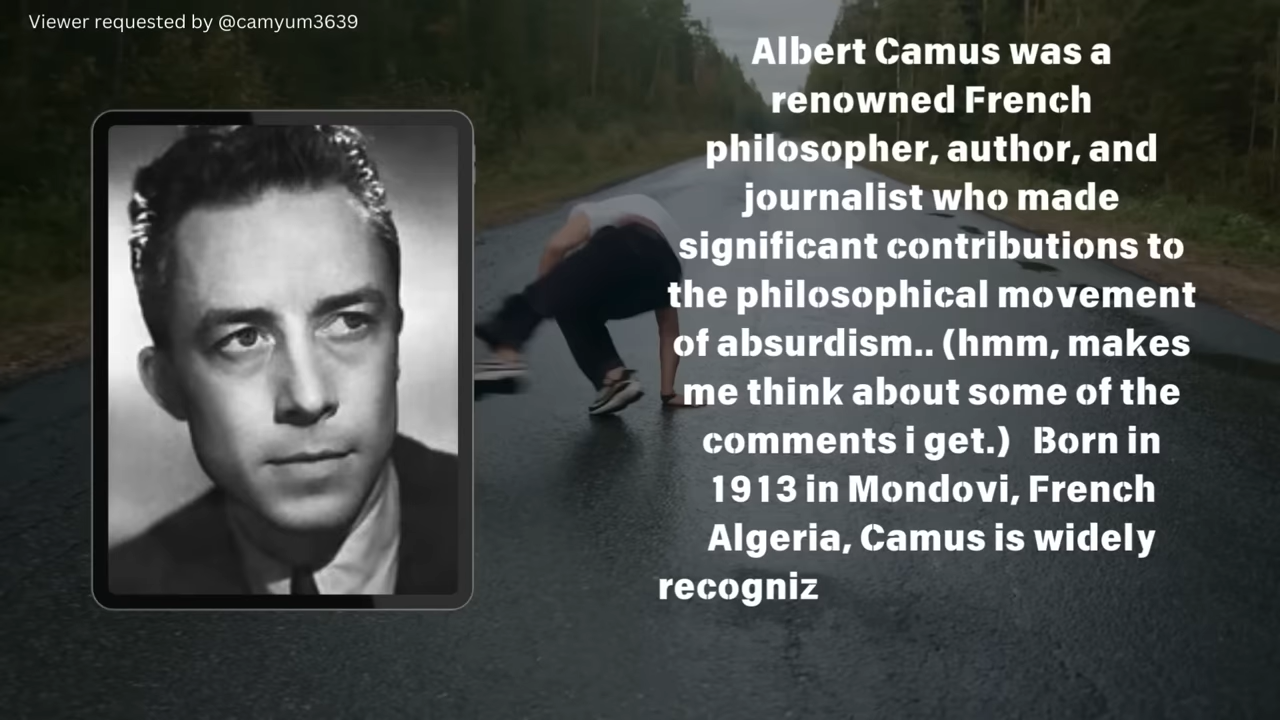 Viewer requested by @camyum3639
Albert Camus was a
renowned French
philosopher, author, and
journalist who made
significant contributions to
the philosophical movement
of absurdism.. (hmm, makes
me think about some of the
comments i get.) Born in
1913 in Mondovi, French
Algeria, Camus is widely
recogniz